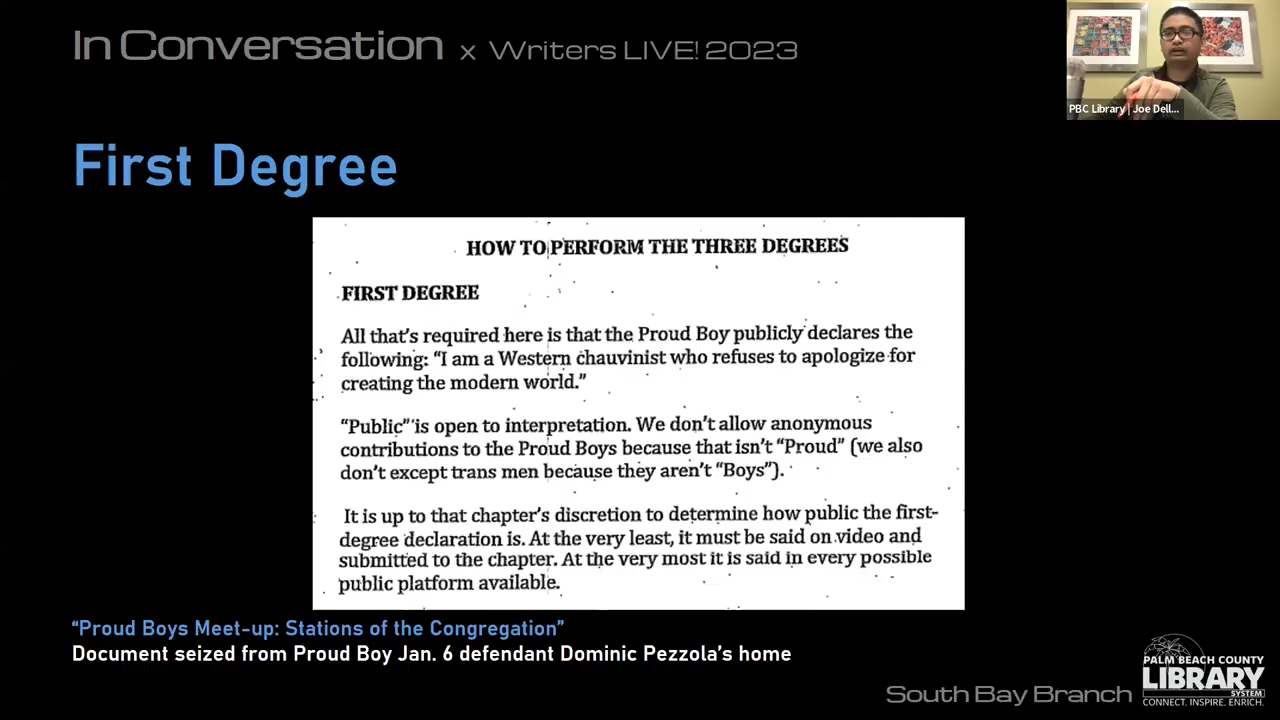 In Conversation x Writers LIVE! 2023
PBC Library | Joe Dell...
First Degree
HOW TO PERFORM THE THREE DEGREES
FIRST DEGREE
All that's required here is that the Proud Boy publicly declares the
following: "I am a Western chauvinist who refuses to apologize for
creating the modern world."
"Public" is open to interpretation. We don't allow anonymous
contributions to the Proud Boys because that isn't "Proud" (we also
don't except trans men because they aren't "Boys").
It is up to that chapter's discretion to determine how public the first-
degree declaration is. At the very least, it must be said on video and
submitted to the chapter. At the very most it is said in every possible
public platform available.
“Proud Boys Meet-up: Stations of the Congregation”
Document seized from Proud Boy Jan. 6 defendant Dominic Pezzola’s home
South Bay Branch
PALM BEACH COUNTY
LIBRARY
SYSTEM
CONNECT. INSPIRE. ENRICH.